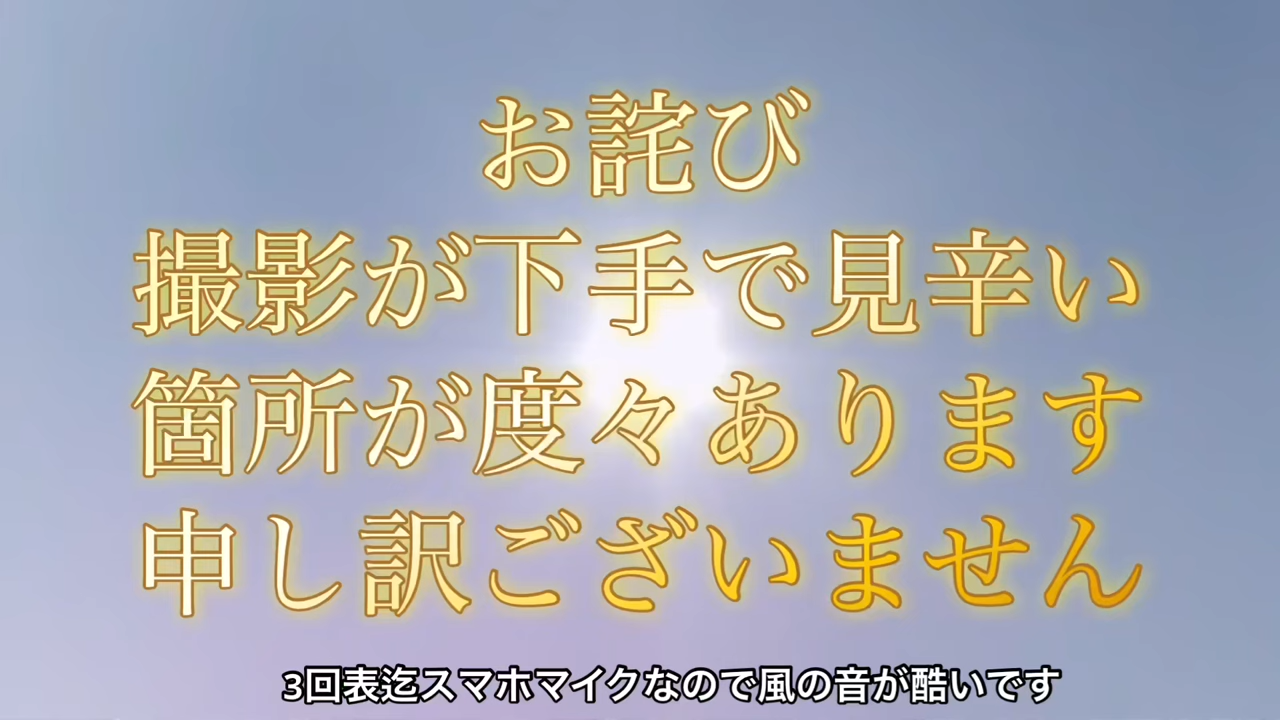 お詫び
撮影が下手で見辛い
箇所が度々あります
申し訳ございません
3回表迄スマホマイクなので風の音が酷いです